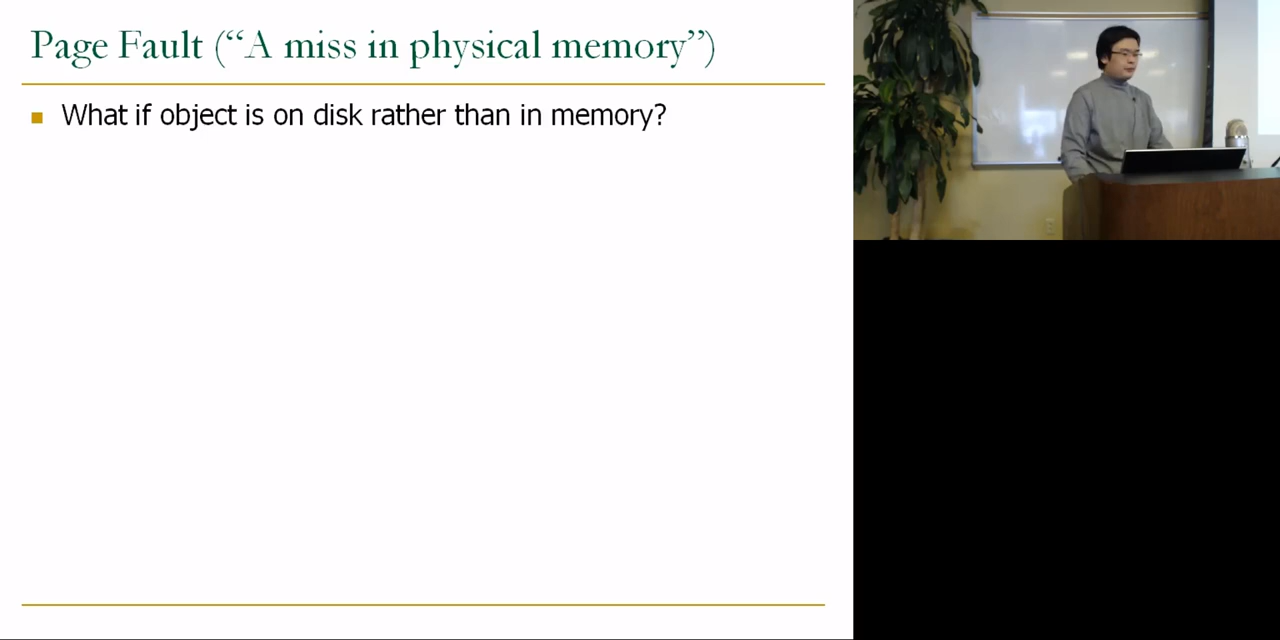 Page Fault (“A miss in physical memory”)
What if object is on disk rather than in memory?